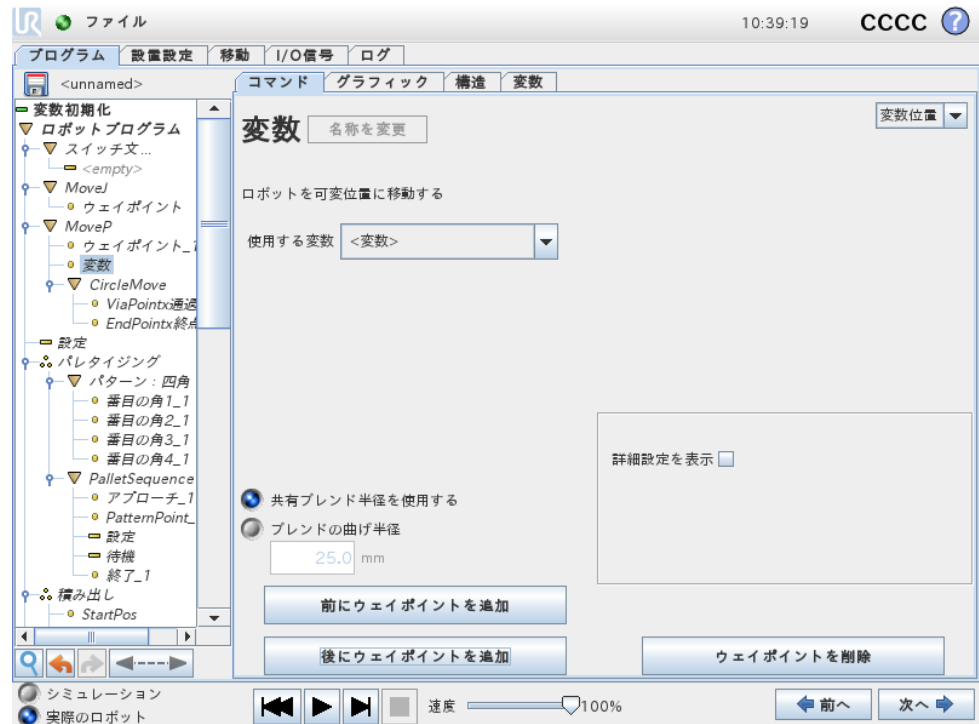 UR ファイル 10:39:19 CCCC ?
プログラム 設置設定 移動 I/O信号 ログ
<unnamed>
コマンド グラフィック 構造 変数
変数初期化
ロボットプログラム
スイッチ文...
<empty>
MoveJ
ウェイポイント
MoveP
ウェイポイント_1
変数
CircleMove
ViaPointx通過
EndPointx終点
設定
パレタイジング
パターン：四角
番目の角1_1
番目の角2_1
番目の角3_1
番目の角4_1
PalletSequence
アプローチ_1
PatternPoint_
設定
待機
終了_1
積み出し
StartPos
変数 名称を変更
変数位置
ロボットを可変位置に移動する
使用する変数 <変数>
詳細設定を表示
共有ブレンド半径を使用する
ブレンドの曲げ半径
25.0 mm
前にウェイポイントを追加
後にウェイポイントを追加 ウェイポイントを削除
シミュレーション
実際のロボット
速度 100%
前へ 次へ